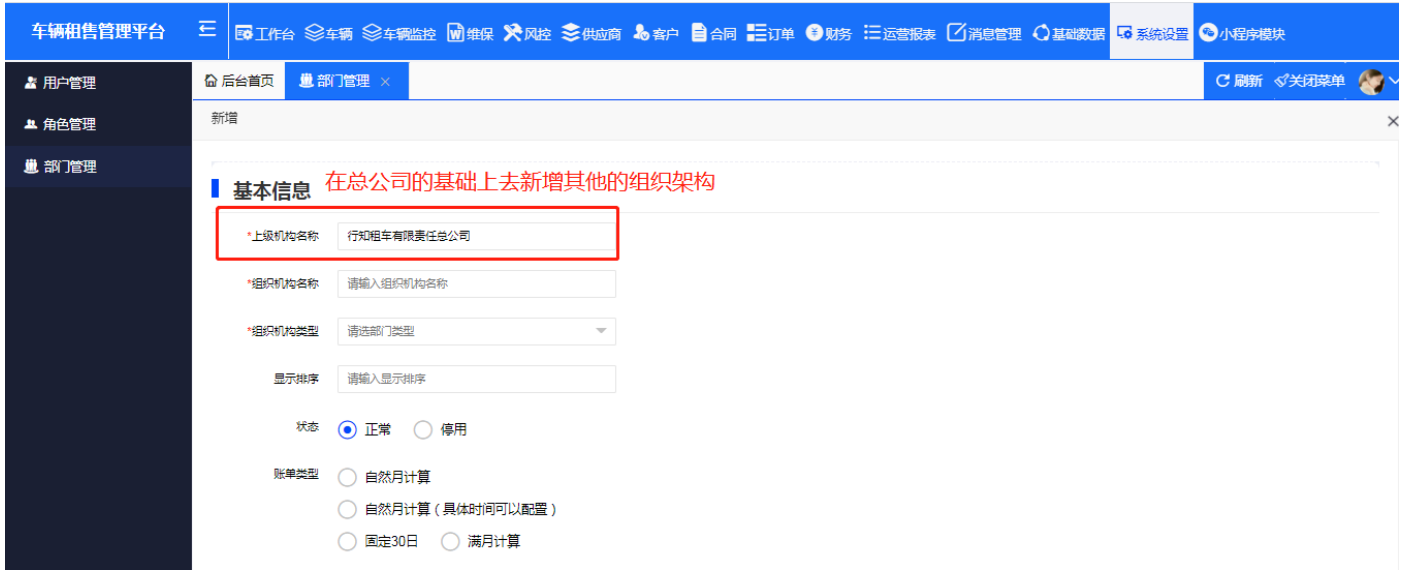 车辆租售管理平台
工作台 车辆 车辆监控 维保 风控 供应商 客户 合同 订单 财务 运营报表 消息管理 基础数据 系统设置 小程序模块
用户管理
角色管理
部门管理
后台首页 部门管理 × 刷新 关闭菜单
新增 ×
基本信息 在总公司的基础上去新增其他的组织架构
*上级机构名称 行知租车有限责任总公司
*组织机构名称 请输入组织机构名称
*组织机构类型 请选部门类型
显示排序 请输入显示排序
状态 正常 停用
账单类型 自然月计算
自然月计算（具体时间可以配置）
固定30日 满月计算